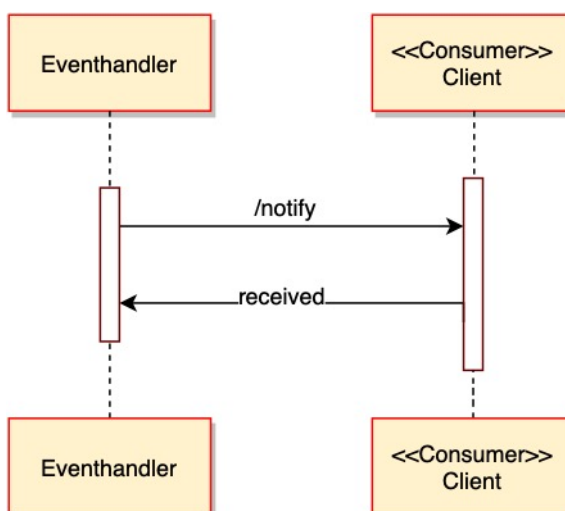 Eventhandler
<<Consumer>>
Client
/notify
received
Eventhandler
<<Consumer>>
Client